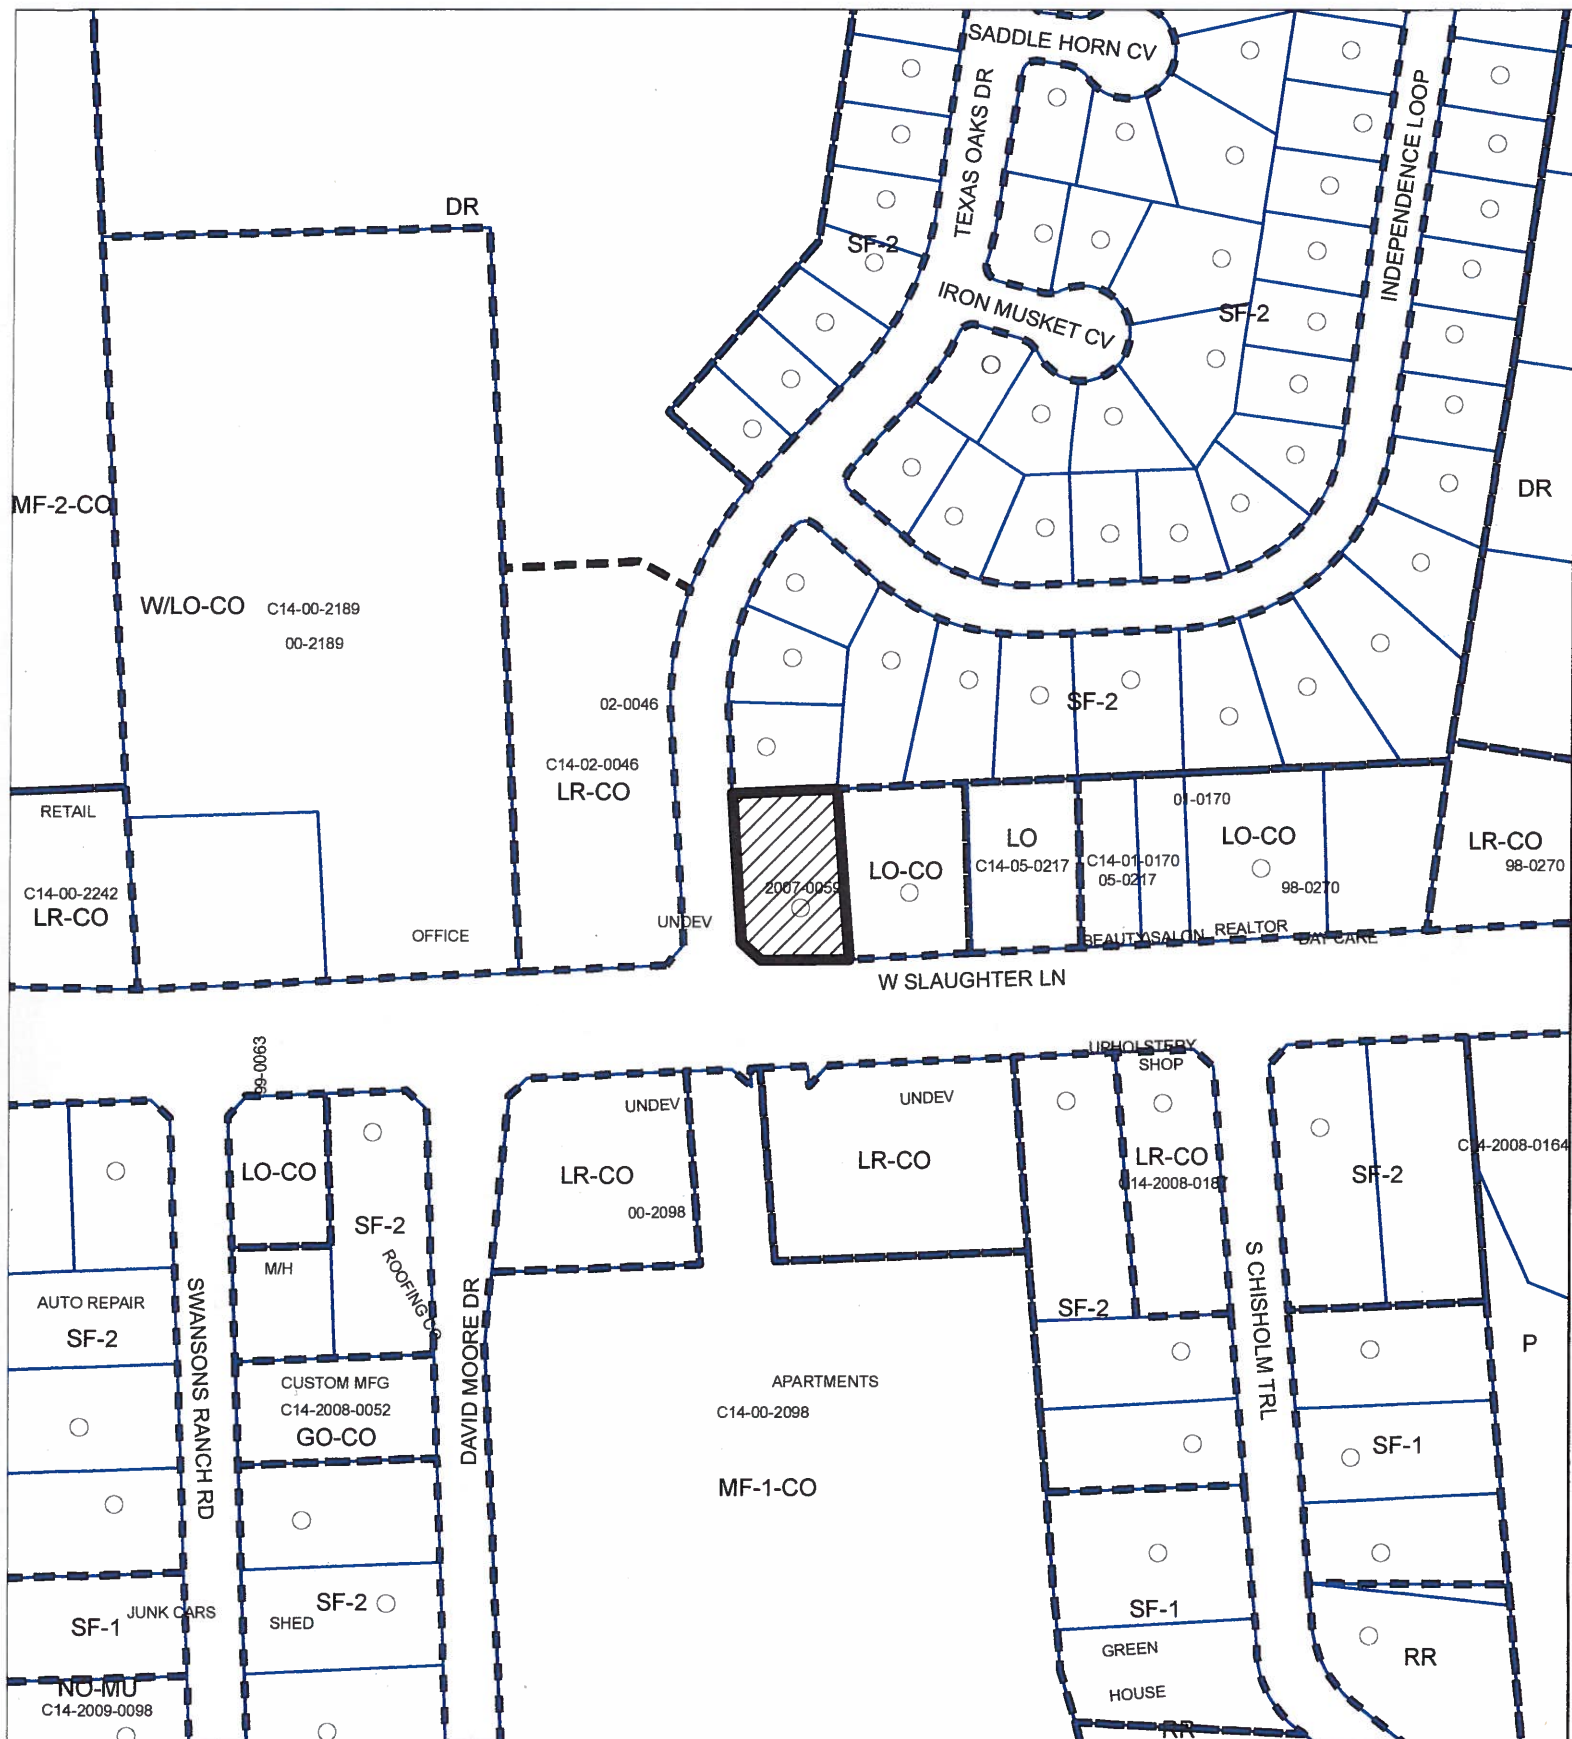 SADDLE HORN CV
TEXAS OAKS DR
INDEPENDENCE LOOP
DR
SF-2
IRON MUSKET CV
SF-2
MF-2-CO
DR
W/LO-CO
C14-00-2189
00-2189
02-0046
SF-2
C14-02-0046
LR-CO
RETAIL
01-0170
C14-00-2242
LR-CO
OFFICE
UNDEV
2007-0059
LO-CO
LO
C14-05-0217
C14-01-0170
05-0217
LO-CO
98-0270
LR-CO
98-0270
BEAUTY SALON
REALTOR
DAY CARE
W SLAUGHTER LN
99-0063
UPHOLSTERY
SHOP
UNDEV
UNDEV
LO-CO
LR-CO
LR-CO
LR-CO
C14-2008-0187
SF-2
C14-2008-0164
00-2098
SF-2
M/H
ROOFING CO
AUTO REPAIR
SF-2
SWANSONS RANCH RD
DAVID MOORE DR
S CHISHOLM TRL
SF-2
P
CUSTOM MFG
C14-2008-0052
GO-CO
APARTMENTS
C14-00-2098
MF-1-CO
SF-1
SF-1
JUNK CARS
SHED
SF-2
SF-1
GREEN
HOUSE
RR
NO-MU
C14-2009-0098
RR